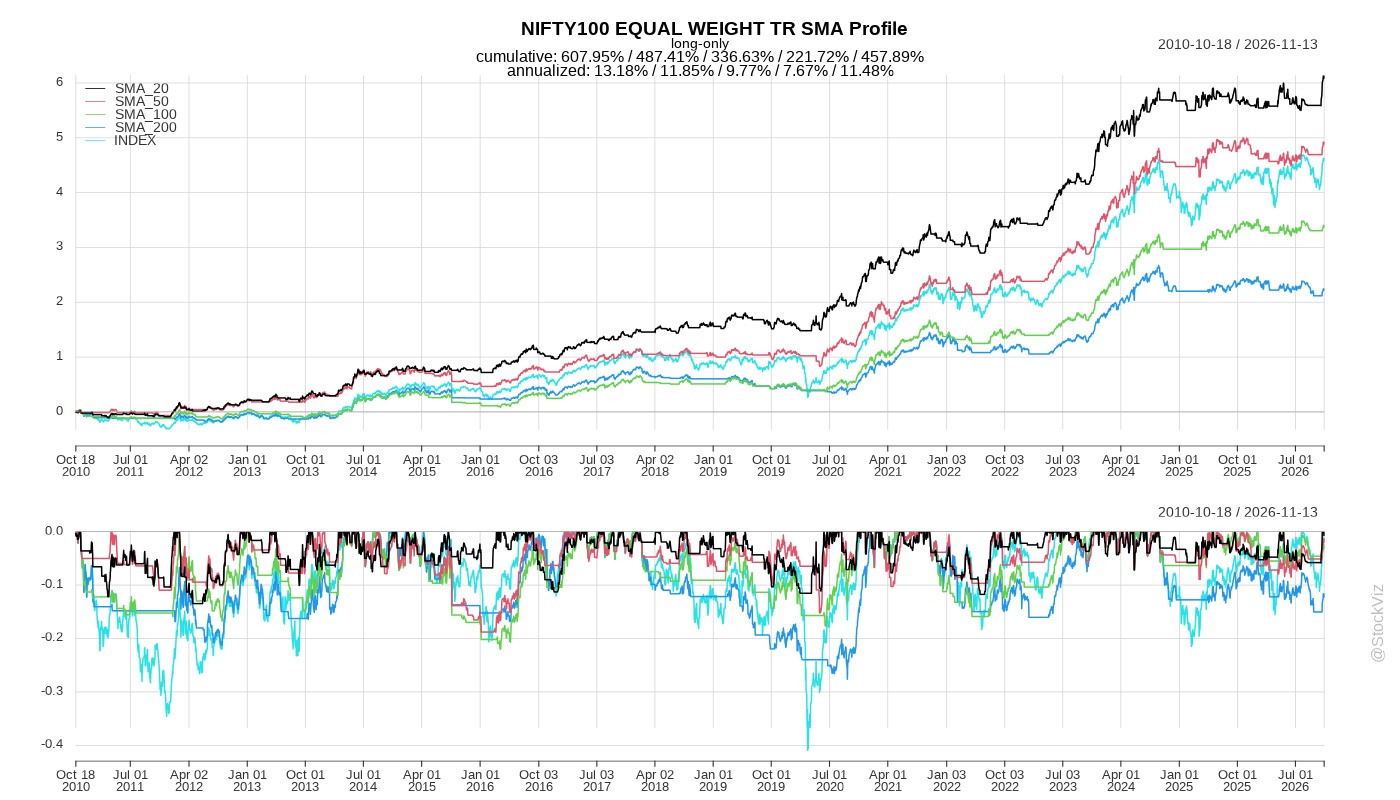 NIFTY100 EQUAL WEIGHT TR SMA Profile
long-only
2010-10-18 / 2026-11-13
cumulative: 607.95% / 487.41% / 336.63% / 221.72% / 457.89%
annualized: 13.18% / 11.85% / 9.77% / 7.67% / 11.48%
6
SMA_20
SMA_50
SMA_100
SMA_200
INDEX
5
4
3
2
1
0
Oct 18 Jul 01 Apr 02 Jan 01 Oct 01 Jul 01 Apr 01 Jan 01 Oct 03 Jul 03 Apr 02 Jan 01 Oct 01 Jul 01 Apr 01 Jan 03 Oct 03 Jul 03 Apr 01 Jan 01 Oct 01 Jul 01
2010 2011 2012 2013 2013 2014 2015 2016 2016 2017 2018 2019 2019 2020 2021 2022 2022 2023 2024 2025 2025 2026
2010-10-18 / 2026-11-13
0.0
-0.1
-0.2
-0.3
-0.4
Oct 18 Jul 01 Apr 02 Jan 01 Oct 01 Jul 01 Apr 01 Jan 01 Oct 03 Jul 03 Apr 02 Jan 01 Oct 01 Jul 01 Apr 01 Jan 03 Oct 03 Jul 03 Apr 01 Jan 01 Oct 01 Jul 01
2010 2011 2012 2013 2013 2014 2015 2016 2016 2017 2018 2019 2019 2020 2021 2022 2022 2023 2024 2025 2025 2026
@StockViz